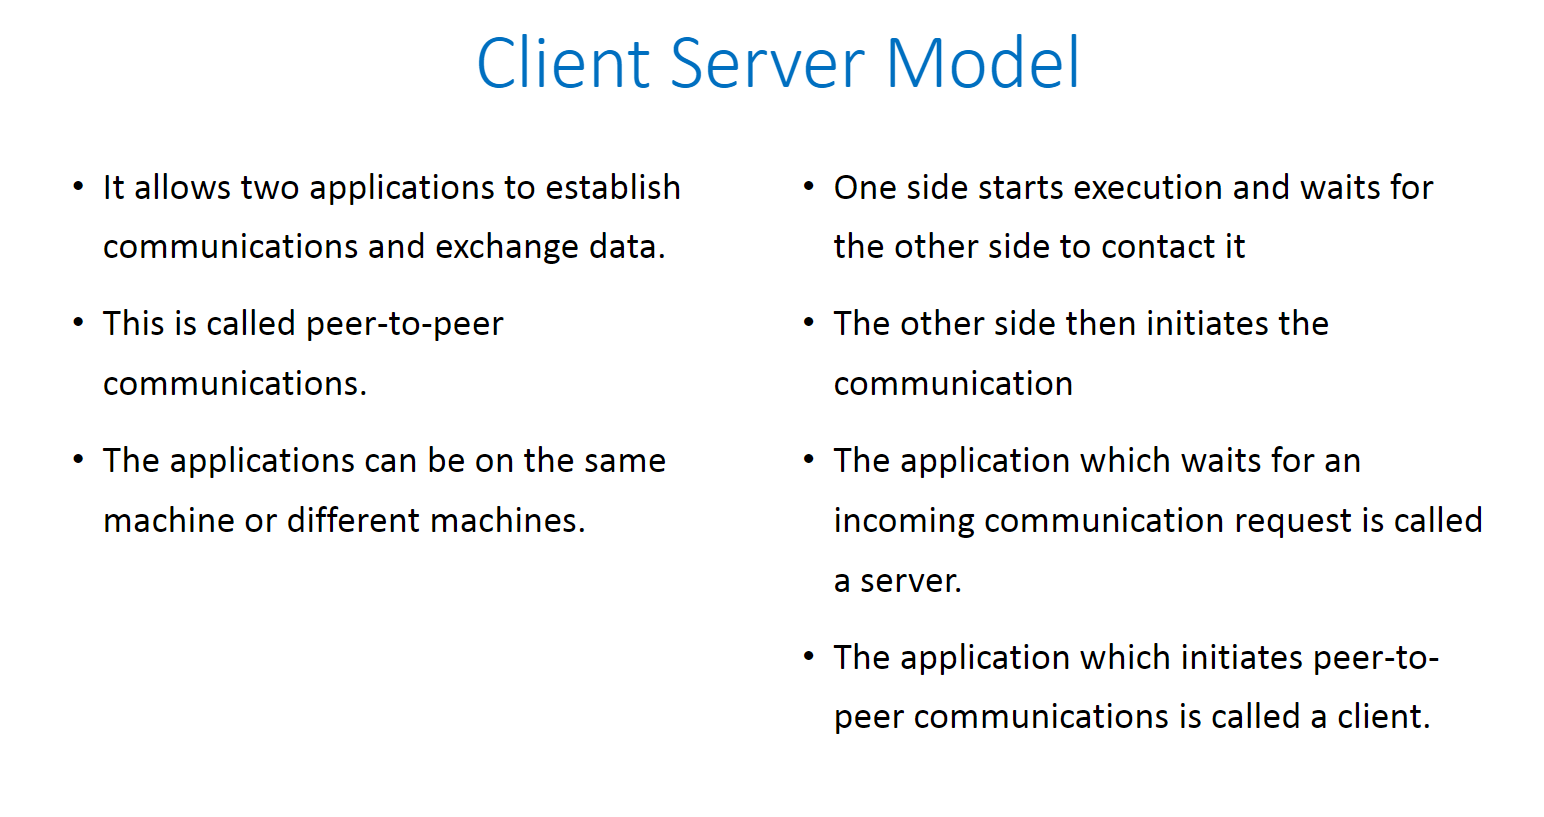 Client Server Model
• It allows two applications to establish
communications and exchange data.
• This is called peer-to-peer
communications.
• The applications can be on the same
machine or different machines.
• One side starts execution and waits for
the other side to contact it
• The other side then initiates the
communication
• The application which waits for an
incoming communication request is called
a server.
• The application which initiates peer-to-
peer communications is called a client.